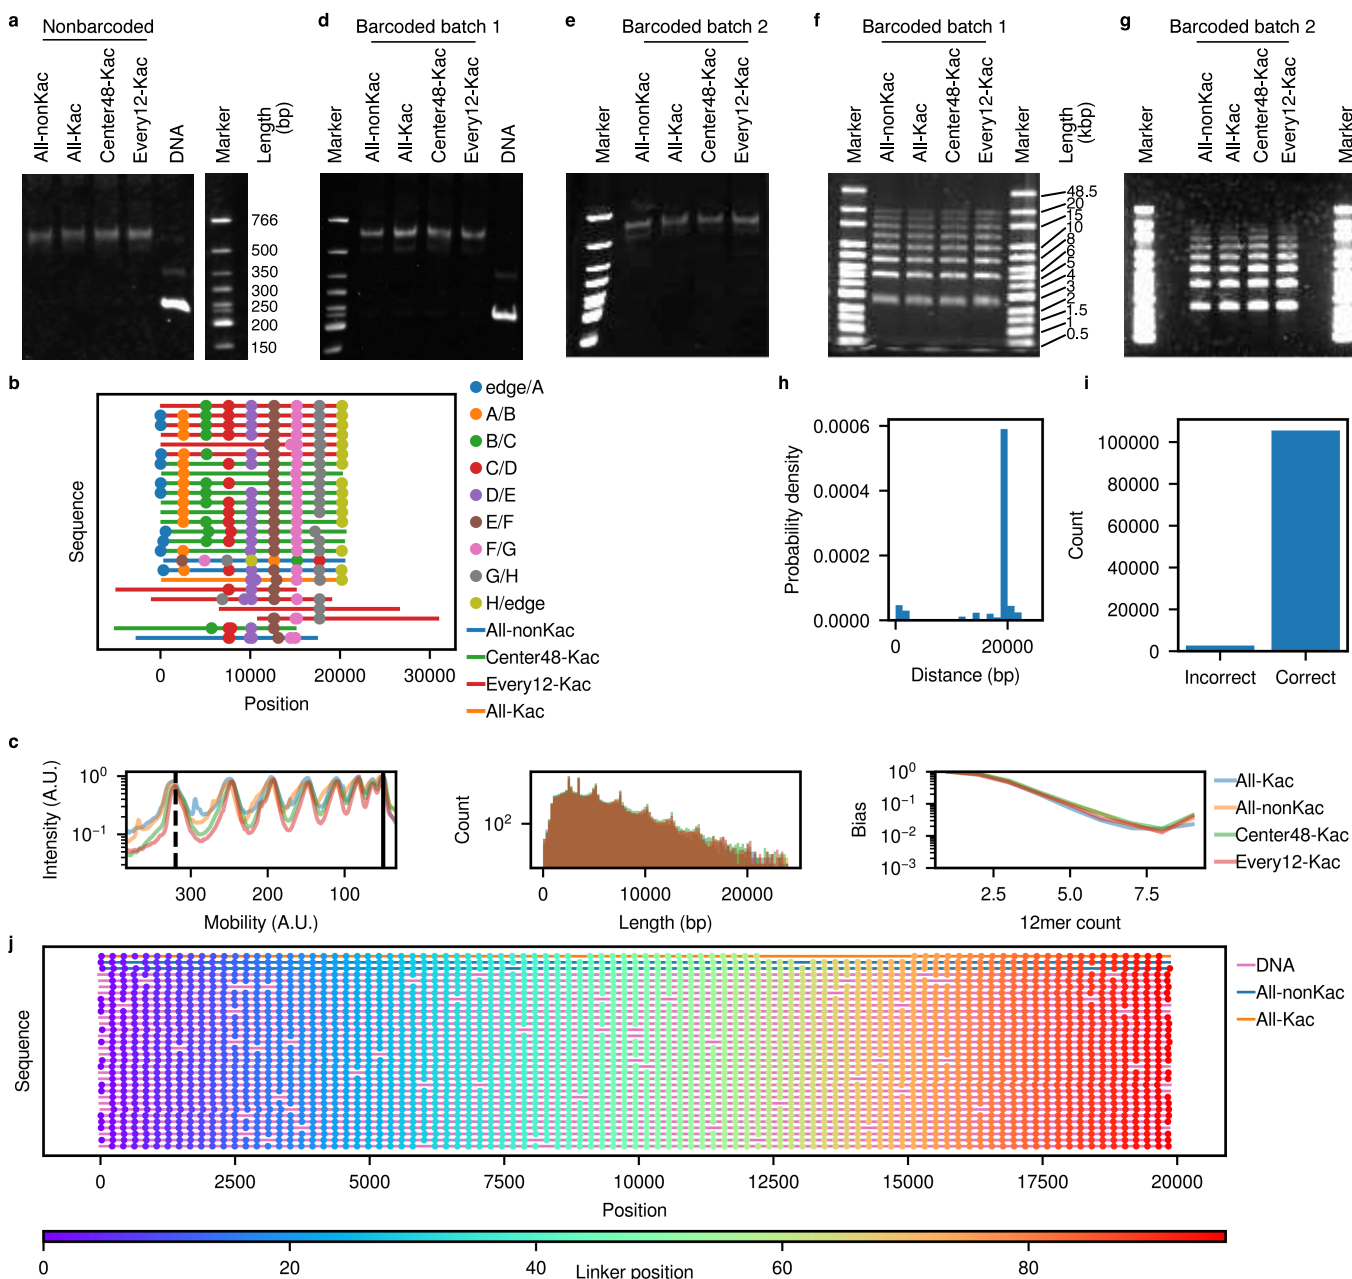 a
Nonbarcoded
All-nonKac
All-Kac
Center48-Kac
Every12-Kac
DNA
Marker
Length
(bp)
766
500
350
300
250
200
150
d
Barcoded batch 1
Marker
All-nonKac
All-Kac
Center48-Kac
Every12-Kac
DNA
e
Barcoded batch 2
Marker
All-nonKac
All-Kac
Center48-Kac
Every12-Kac
f
Barcoded batch 1
Marker
All-nonKac
All-Kac
Center48-Kac
Every12-Kac
Marker
Length
(kbp)
48.5
20
15
10
8
6
5
4
3
2
1.5
1
0.5
g
Barcoded batch 2
Marker
All-nonKac
All-Kac
Center48-Kac
Every12-Kac
Marker
b
Sequence
0
10000
20000
30000
Position
edge/A
A/B
B/C
C/D
D/E
E/F
F/G
G/H
H/edge
All-nonKac
Center48-Kac
Every12-Kac
All-Kac
h
Probability density
0.0006
0.0004
0.0002
0.0000
0
20000
Distance (bp)
i
Count
100000
80000
60000
40000
20000
0
Incorrect
Correct
c
Intensity (A.U.)
10⁰
10⁻¹
300
200
100
Mobility (A.U.)
Count
10²
0
10000
20000
Length (bp)
Bias
10⁰
10⁻¹
10⁻²
10⁻³
2.5
5.0
7.5
12mer count
All-Kac
All-nonKac
Center48-Kac
Every12-Kac
j
Sequence
DNA
All-nonKac
All-Kac
0
2500
5000
7500
10000
12500
15000
17500
20000
Position
0
20
40
60
80
Linker position